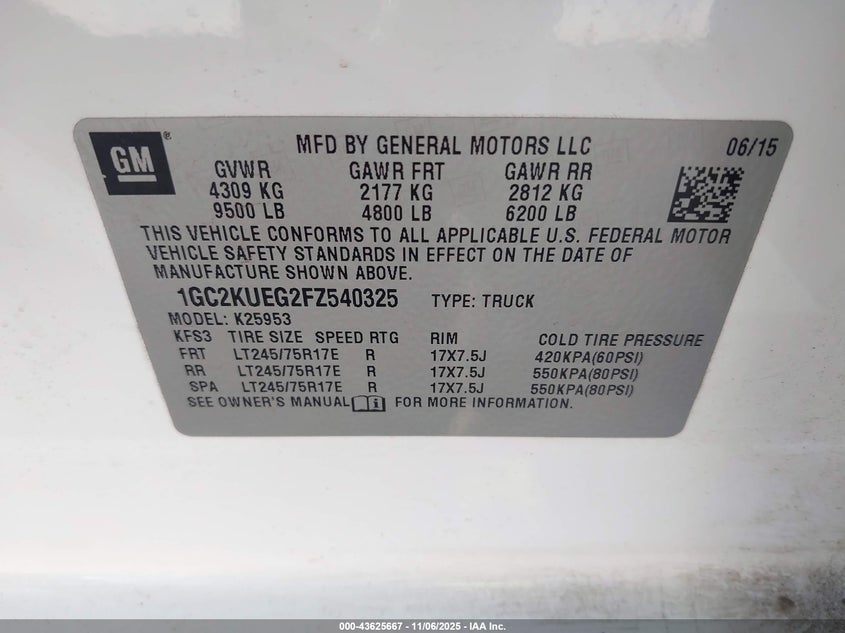 GM®
MFD BY GENERAL MOTORS LLC 06/15
GVWR GAWR FRT GAWR RR
4309 KG 2177 KG 2812 KG
9500 LB 4800 LB 6200 LB
THIS VEHICLE CONFORMS TO ALL APPLICABLE U.S. FEDERAL MOTOR
VEHICLE SAFETY STANDARDS IN EFFECT ON THE DATE OF
MANUFACTURE SHOWN ABOVE.
1GC2KUEG2FZ540325 TYPE: TRUCK
MODEL: K25953
KFS3 TIRE SIZE SPEED RTG RIM COLD TIRE PRESSURE
FRT LT245/75R17E R 17X7.5J 420KPA(60PSI)
RR LT245/75R17E R 17X7.5J 550KPA(80PSI)
SPA LT245/75R17E R 17X7.5J 550KPA(80PSI)
SEE OWNER'S MANUAL FOR MORE INFORMATION.
000-43625667 - 11/06/2025 - IAA Inc.